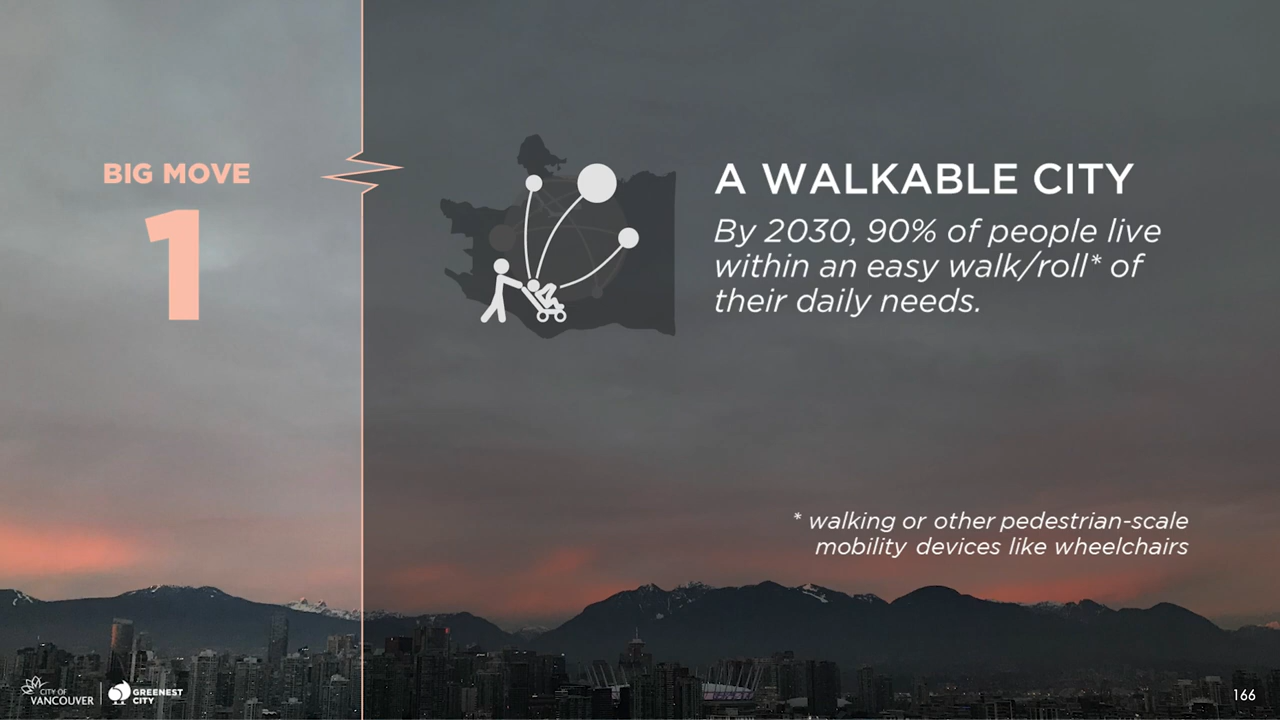 BIG MOVE
1
A WALKABLE CITY
By 2030, 90% of people live
within an easy walk/roll* of
their daily needs.
* walking or other pedestrian-scale
mobility devices like wheelchairs
CITY OF
VANCOUVER
GREENEST
CITY
166